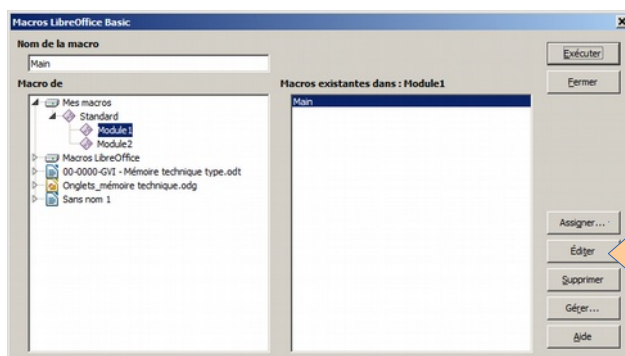 Macros LibreOffice Basic
Nom de la macro
Main
Exécuter
Fermer
Macro de
Macros existantes dans : Module1
Mes macros
Standard
Module1
Module2
Macros LibreOffice
00-0000-GVI - Mémoire technique type.odt
Onglets_mémoire technique.odg
Sans nom 1
Main
Assigner...
Éditer
Supprimer
Gérer...
Aide